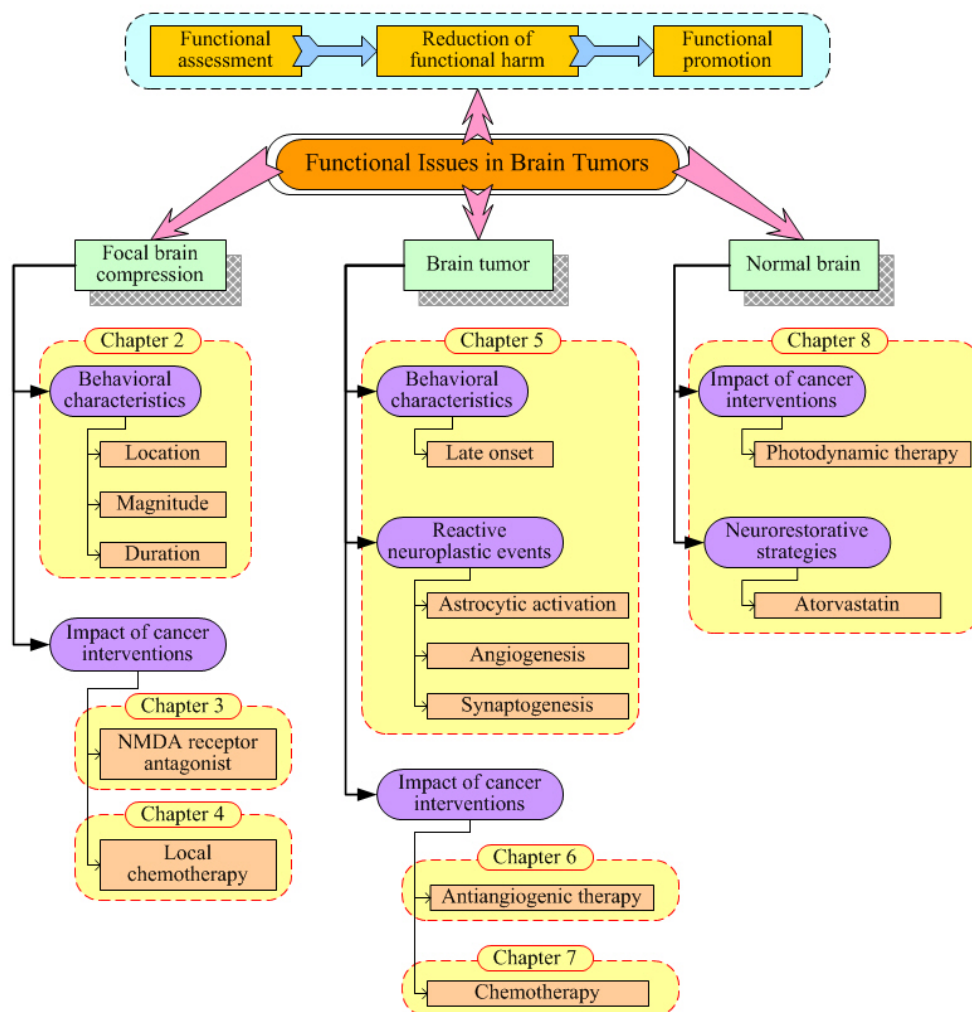 Functional
assessment
Reduction of
functional harm
Functional
promotion
Functional Issues in Brain Tumors
Focal brain
compression
Chapter 2
Behavioral
characteristics
Location
Magnitude
Duration
Impact of cancer
interventions
Chapter 3
NMDA receptor
antagonist
Chapter 4
Local
chemotherapy
Brain tumor
Chapter 5
Behavioral
characteristics
Late onset
Reactive
neuroplastic events
Astrocytic activation
Angiogenesis
Synaptogenesis
Impact of cancer
interventions
Chapter 6
Antiangiogenic therapy
Chapter 7
Chemotherapy
Normal brain
Chapter 8
Impact of cancer
interventions
Photodynamic therapy
Neurorestorative
strategies
Atorvastatin